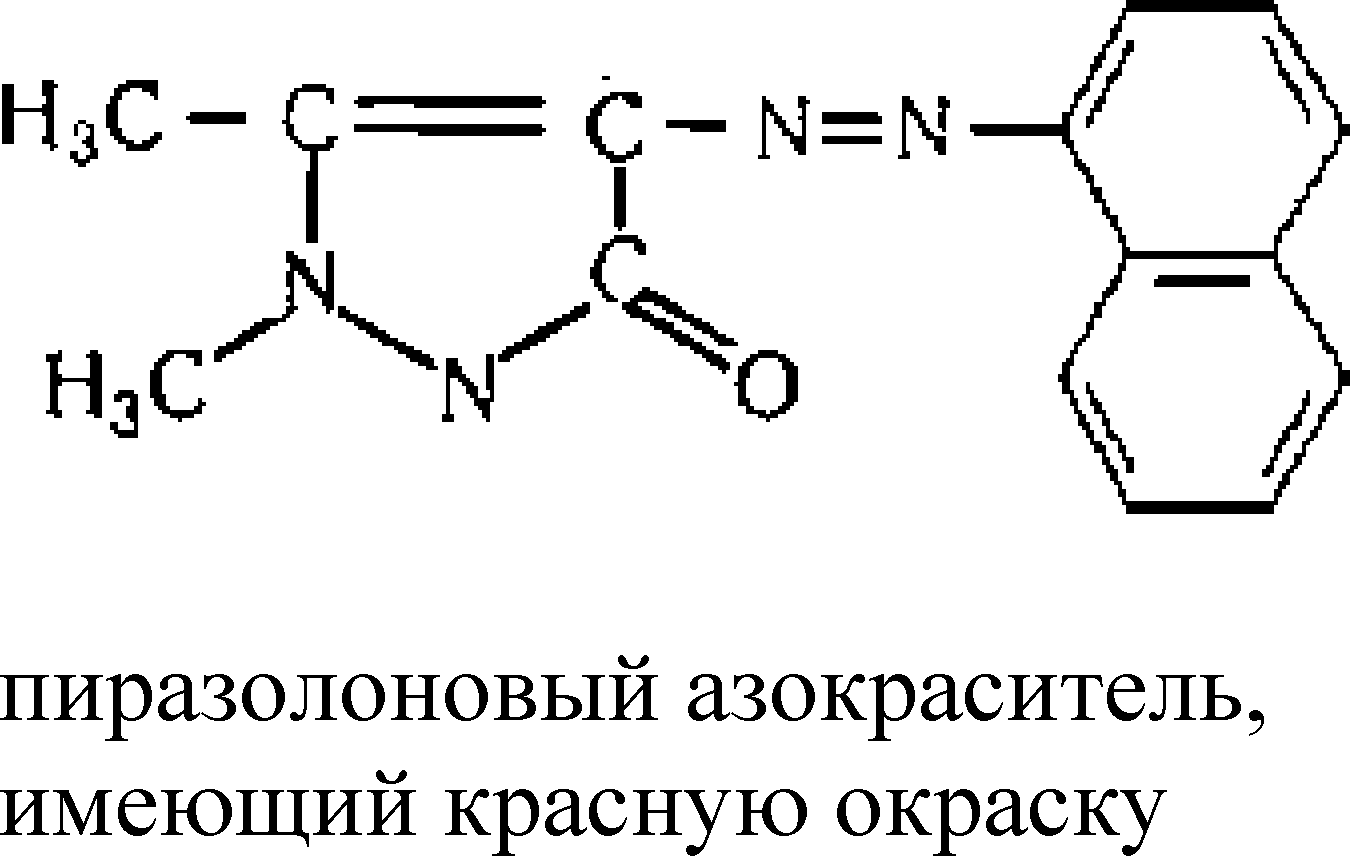 H₃C – C = C – N = N
N C
H₃C N O
пиразолоновый азокраситель,
имеющий красную окраску